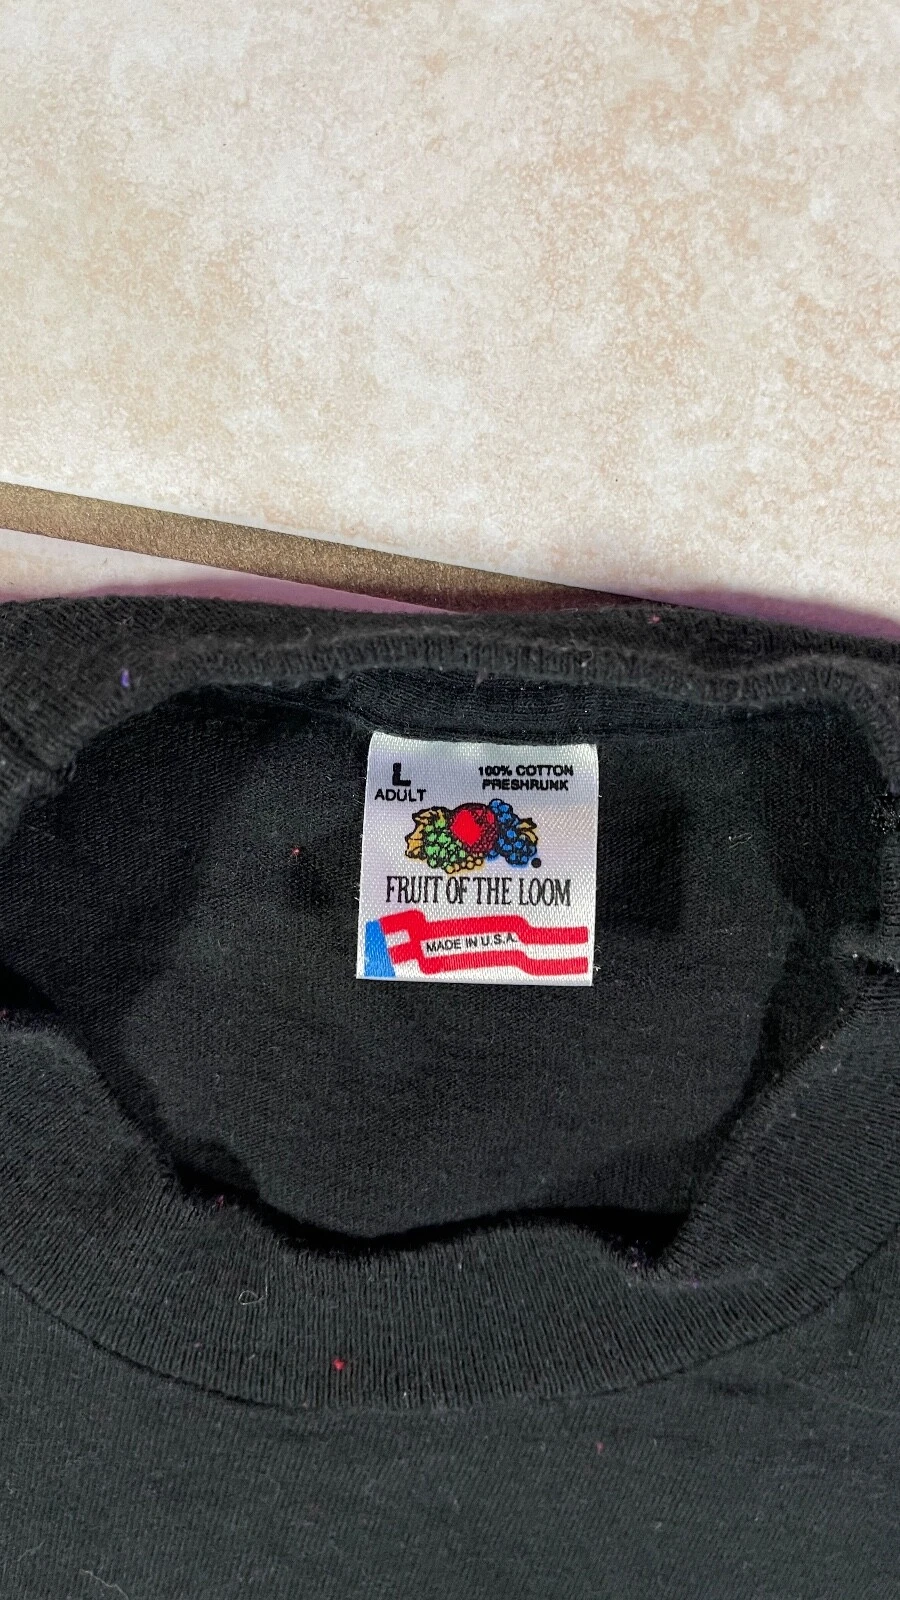 L
ADULT
100% COTTON
PRESHRUNK
FRUIT OF THE LOOM
MADE IN U.S.A.